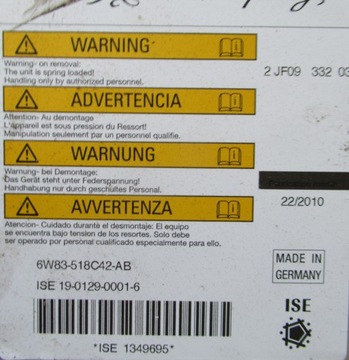 WARNING
Warning- on removal:
The unit is spring loaded!
Handling only by authorized personnel.
2 JF09 332 03
ADVERTENCIA
Attention- Au demontage
L'appareil est sous pression du Ressort!
Manipulation seulement par un personnel qualifie.
WARNUNG
Warnung- bei Demontage:
Das Gerät steht unter Federspannung!
Handhabung nur durch geschultes Personal.
22/2010
AVVERTENZA
Atencion- Cuidado durante el desmontaje: El equipo
se encuentra bajo tension de los resortes. Solo debe
ser operado por personal cualificado especialmente para ello.
6W83-518C42-AB
ISE 19-0129-0001-6
MADE IN
GERMANY
ISE
*ISE 1349695*